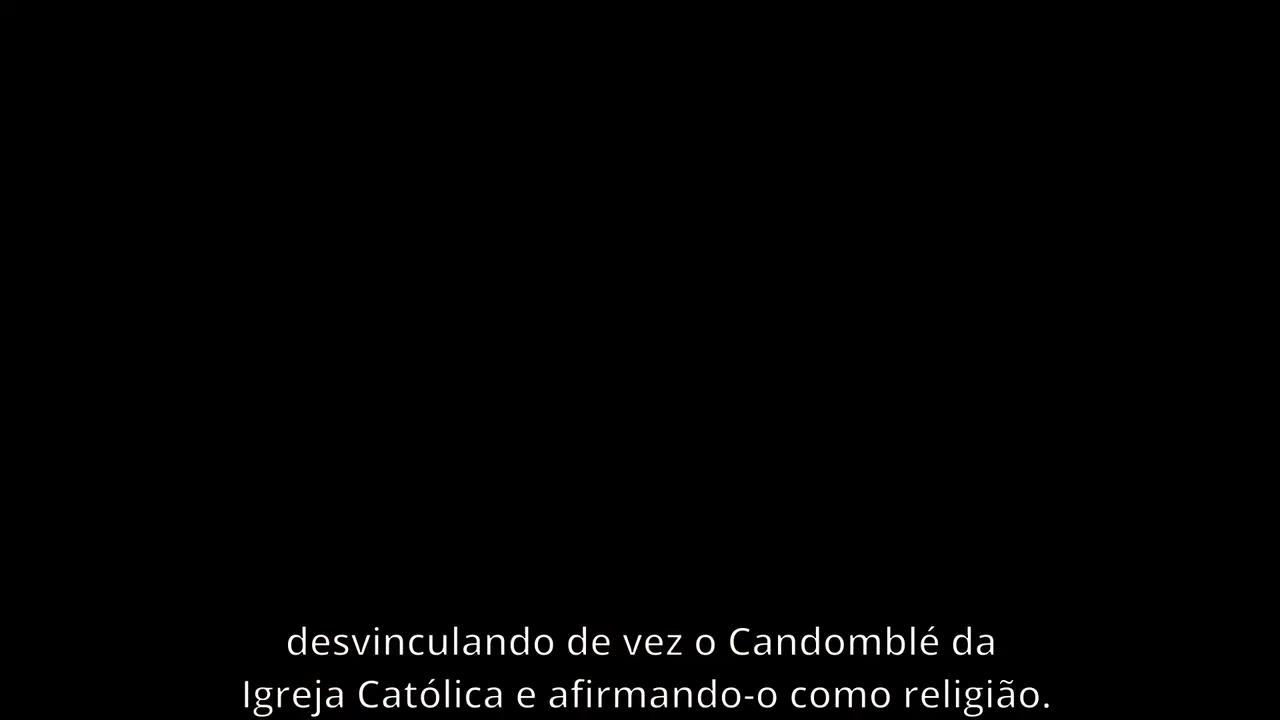 desvinculando de vez o Candomblé da
Igreja Católica e afirmando-o como religião.